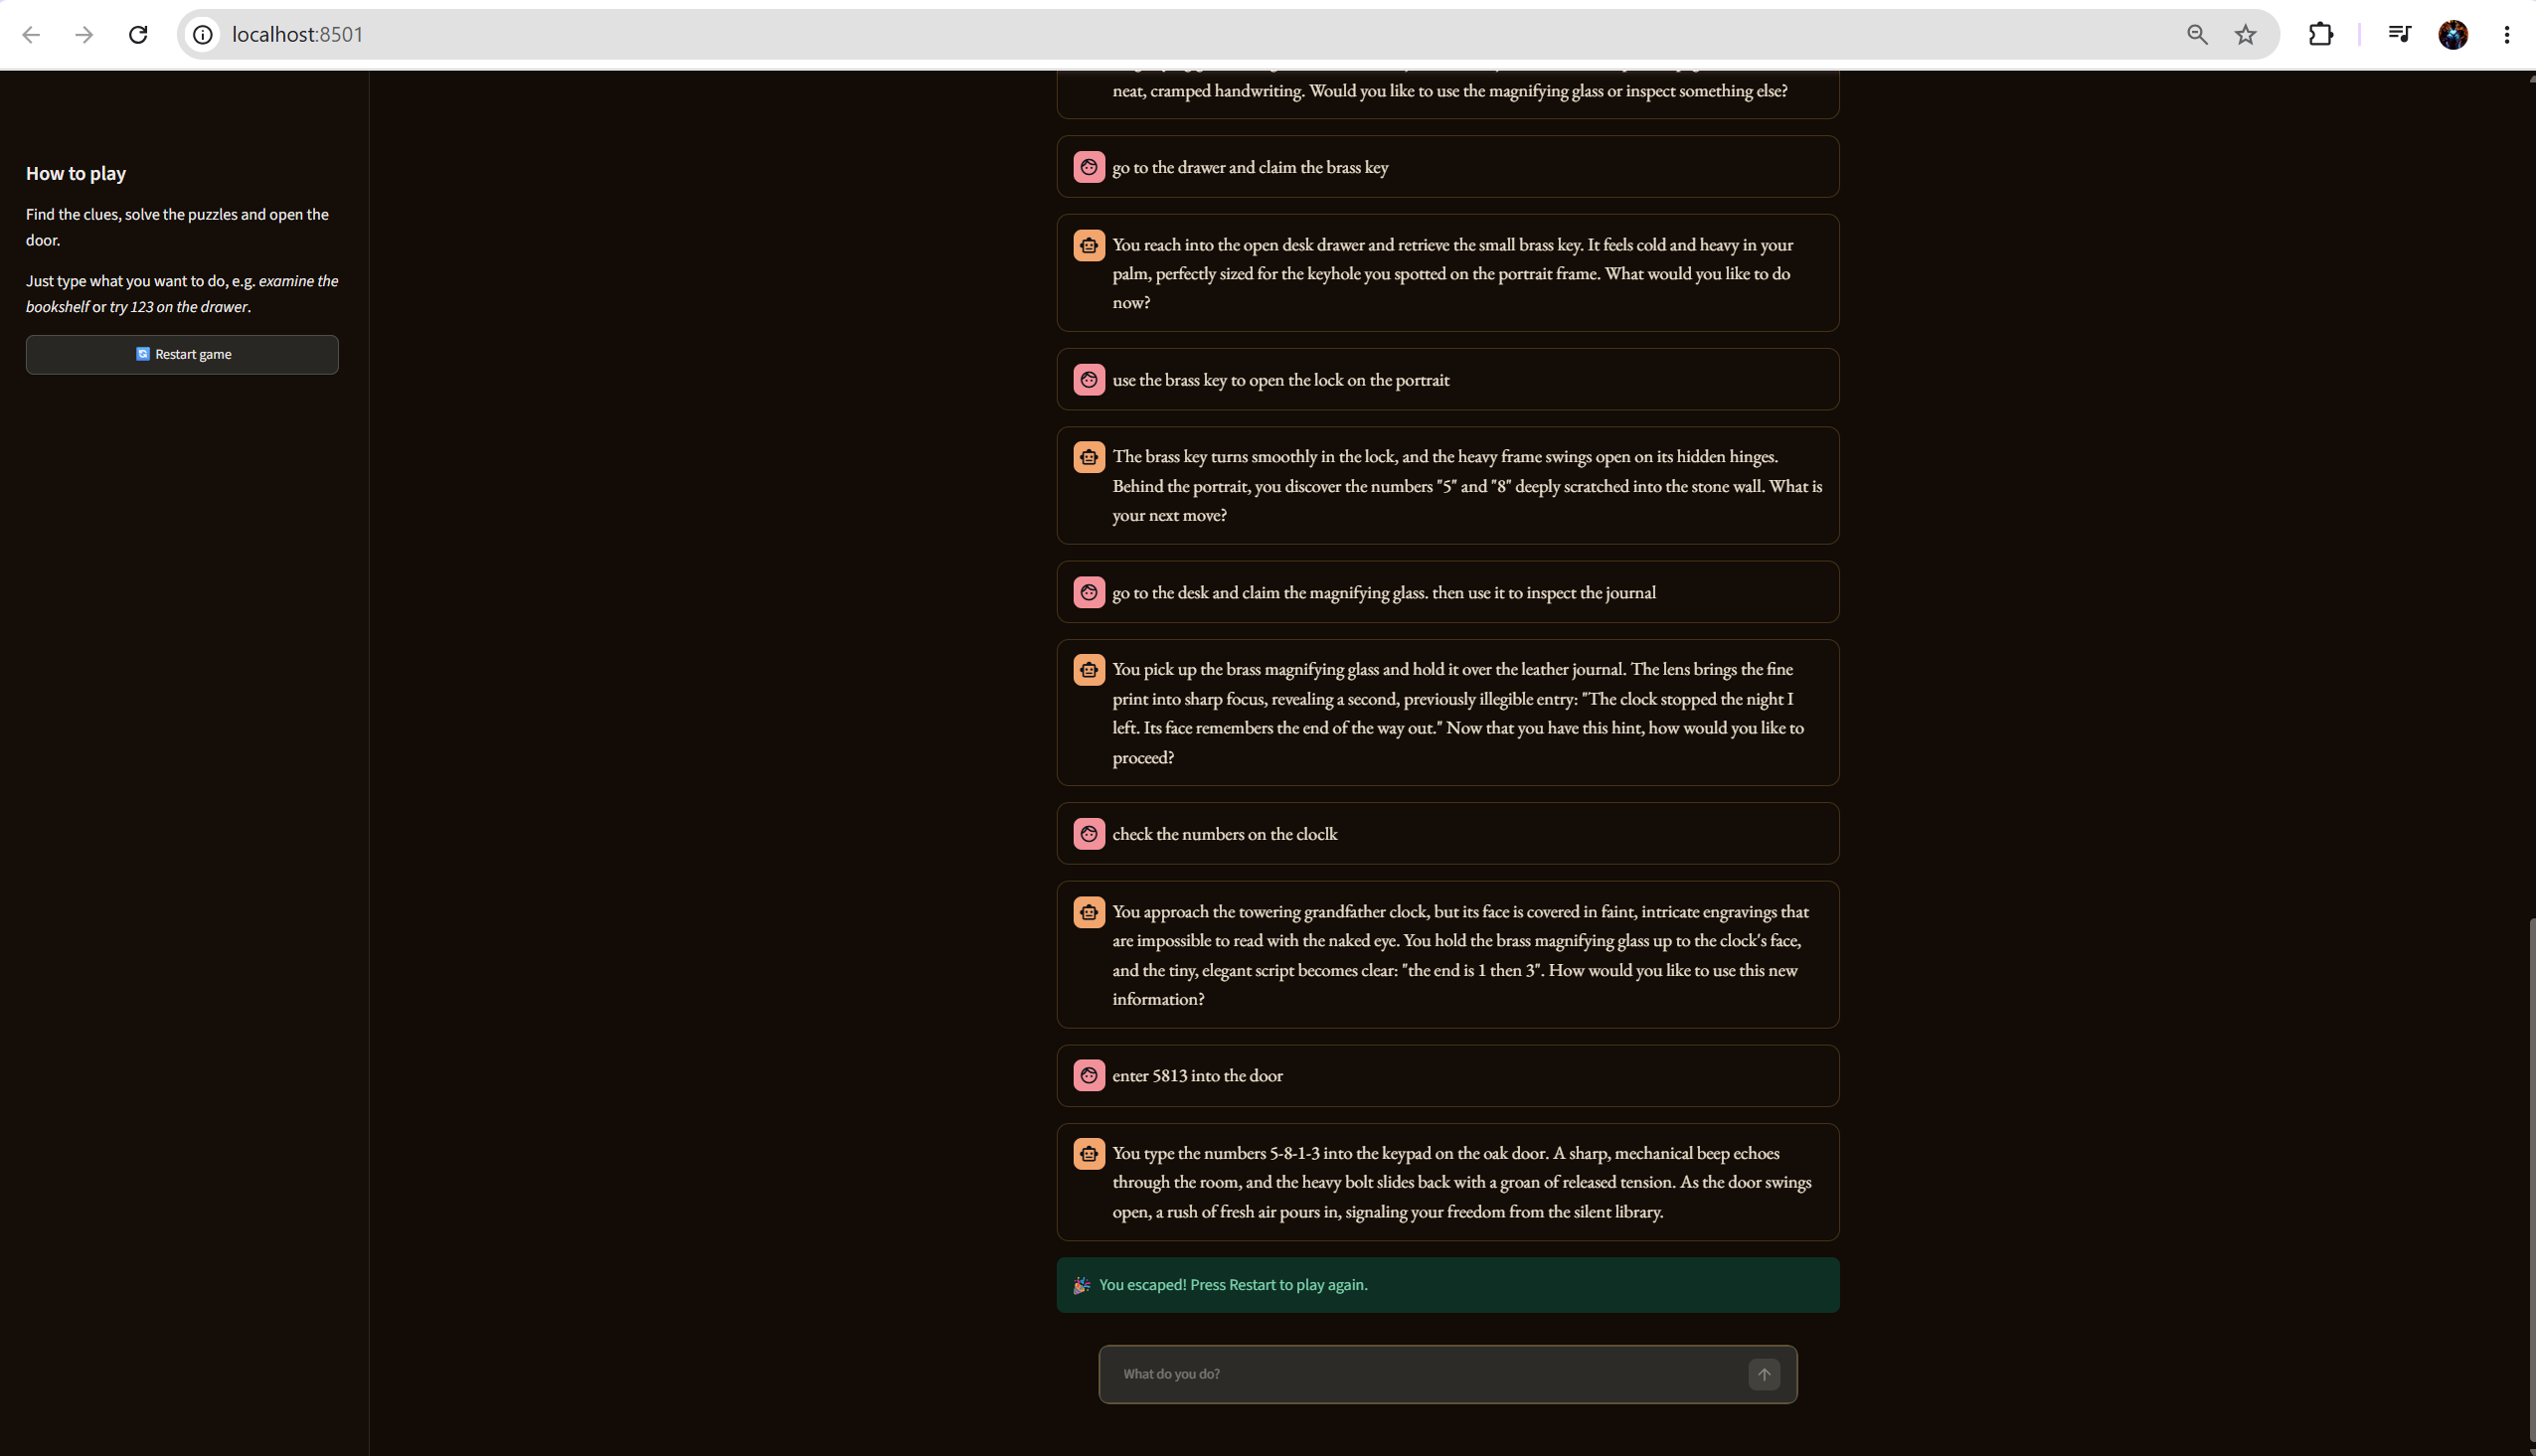 localhost:8501
How to play
Find the clues, solve the puzzles and open the
door.
Just type what you want to do, e.g. examine the
bookshelf or try 123 on the drawer.
Restart game
neat, cramped handwriting. Would you like to use the magnifying glass or inspect something else?
go to the drawer and claim the brass key
You reach into the open desk drawer and retrieve the small brass key. It feels cold and heavy in your
palm, perfectly sized for the keyhole you spotted on the portrait frame. What would you like to do
now?
use the brass key to open the lock on the portrait
The brass key turns smoothly in the lock, and the heavy frame swings open on its hidden hinges.
Behind the portrait, you discover the numbers "5" and "8" deeply scratched into the stone wall. What is
your next move?
go to the desk and claim the magnifying glass. then use it to inspect the journal
You pick up the brass magnifying glass and hold it over the leather journal. The lens brings the fine
print into sharp focus, revealing a second, previously illegible entry: "The clock stopped the night I
left. Its face remembers the end of the way out." Now that you have this hint, how would you like to
proceed?
check the numbers on the cloclk
You approach the towering grandfather clock, but its face is covered in faint, intricate engravings that
are impossible to read with the naked eye. You hold the brass magnifying glass up to the clock's face,
and the tiny, elegant script becomes clear: "the end is 1 then 3". How would you like to use this new
information?
enter 5813 into the door
You type the numbers 5-8-1-3 into the keypad on the oak door. A sharp, mechanical beep echoes
through the room, and the heavy bolt slides back with a groan of released tension. As the door swings
open, a rush of fresh air pours in, signaling your freedom from the silent library.
You escaped! Press Restart to play again.
What do you do?